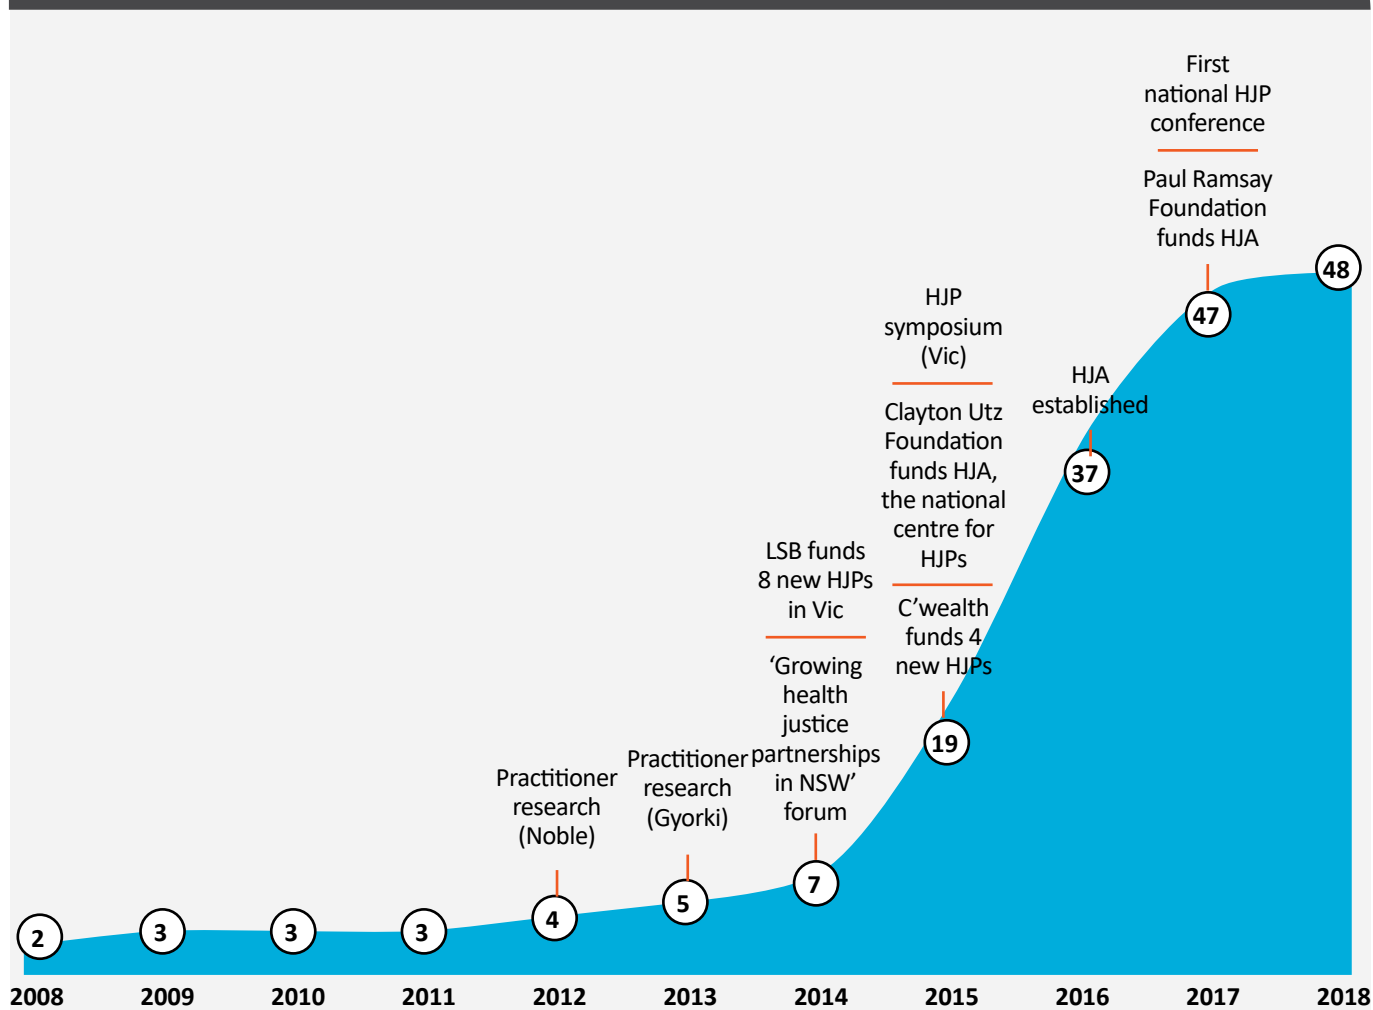 First
national HJP
conference
Paul Ramsay
Foundation
funds HJA
48
47
HJP
symposium
(Vic)
Clayton Utz
Foundation
funds HJA,
the national
centre for
HJPs
C’wealth
funds 4
new HJPs
HJA
established
37
LSB funds
8 new HJPs
in Vic
‘Growing
health
justice
partnerships
in NSW’
forum
19
Practitioner
research
(Gyorki)
Practitioner
research
(Noble)
2
3
3
3
4
5
7
2008 2009 2010 2011 2012 2013 2014 2015 2016 2017 2018